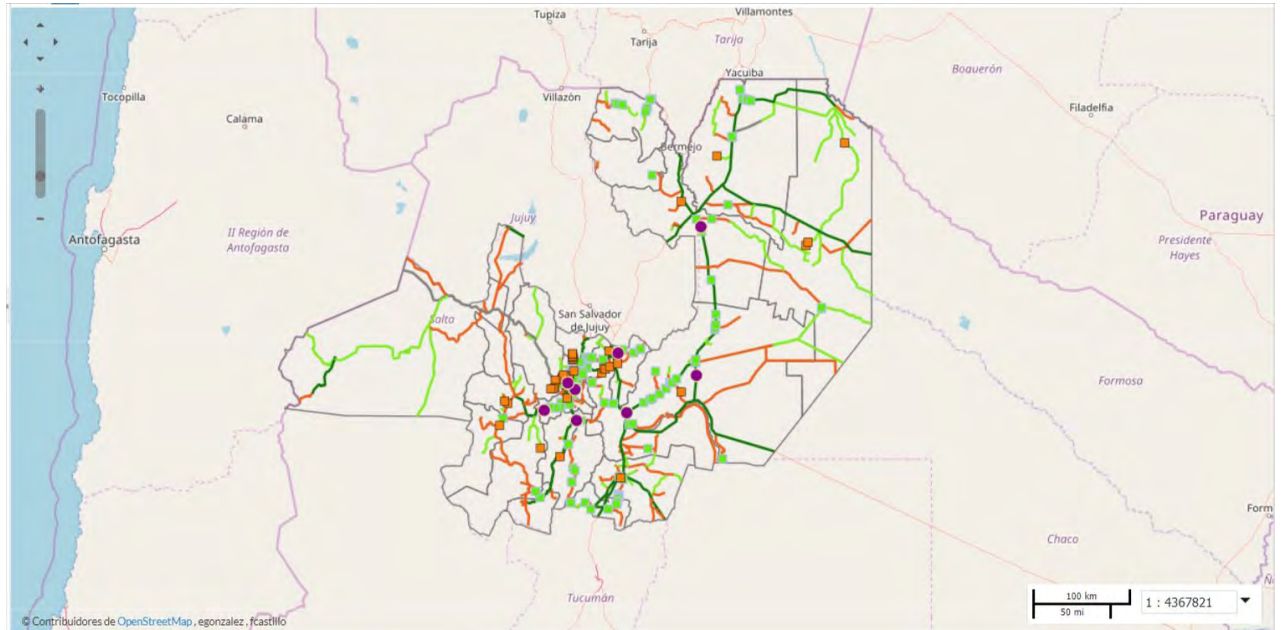 Tupiza
Villamontes
Tarija
Tarija
Yacuiba
Boquerón
Tocopilla
Villazón
Filadelfia
Calama
Bermejo
Jujuy
Paraguay
Antofagasta
II Región de
Antofagasta
Presidente
Hayes
Salta
San Salvador
de Jujuy
Formosa
Form
Chaco
Tucumán
100 km
50 mi
1 : 4367821
© Contribuidores de OpenStreetMap , egonzalez , fcastillo